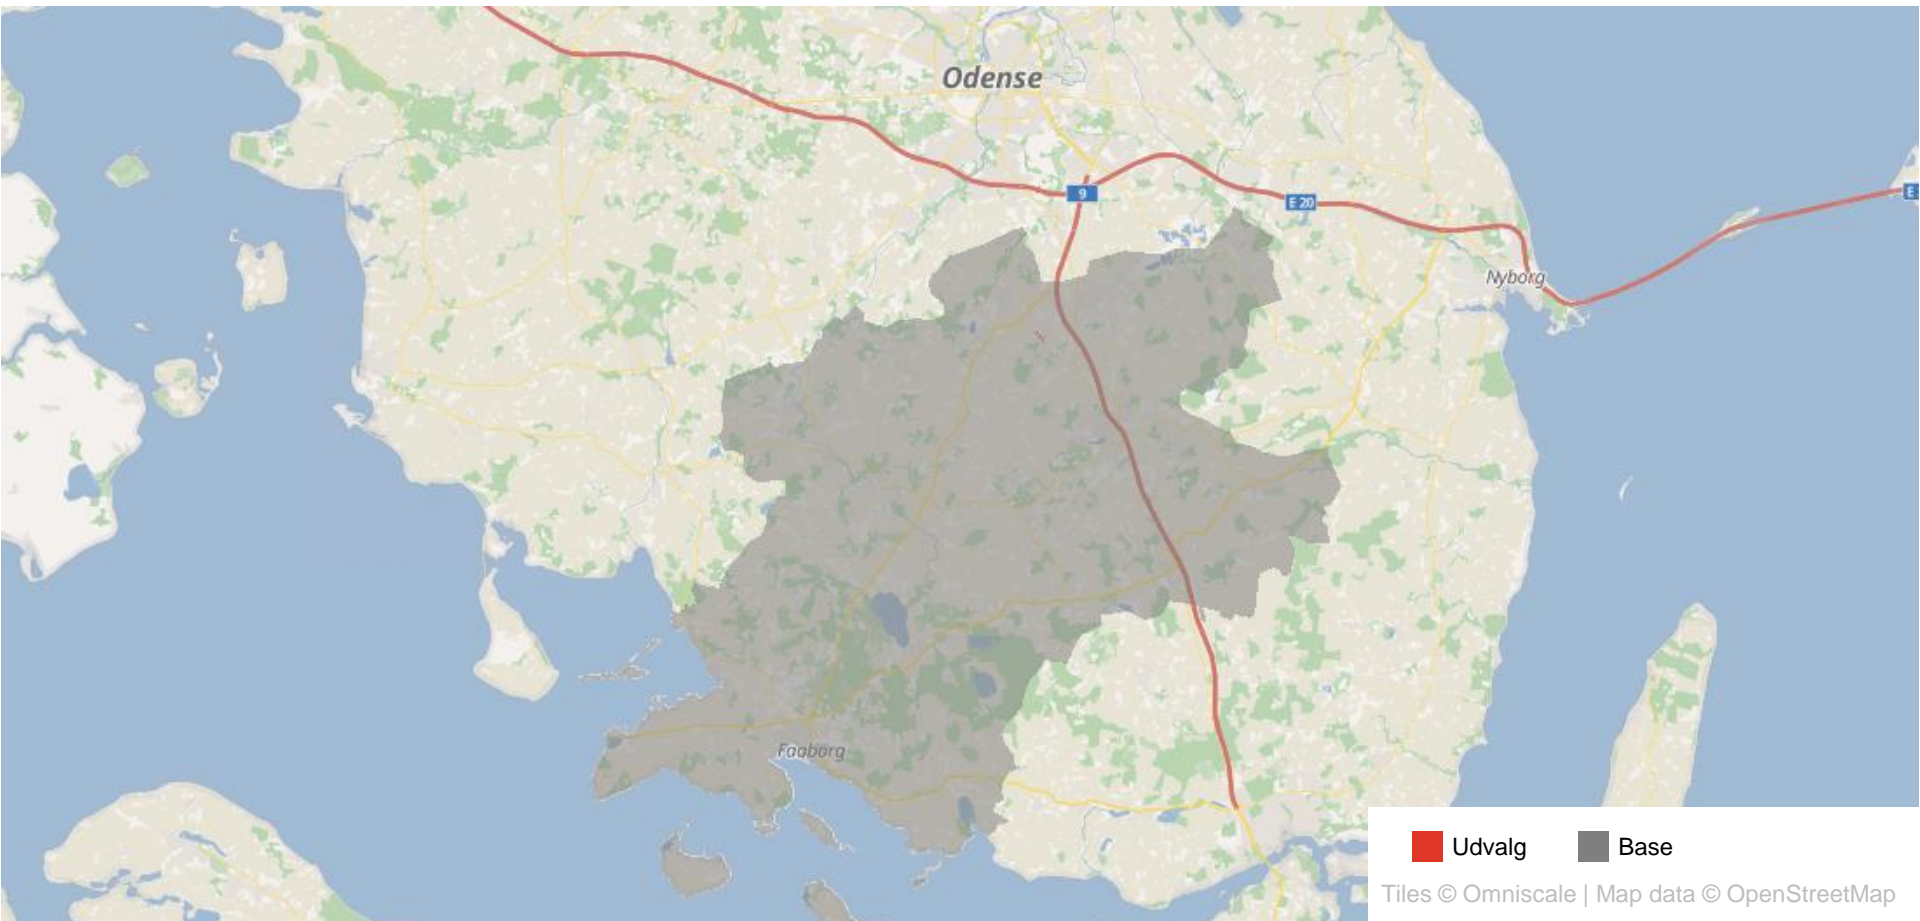 Odense
9
E 20
E
Nyborg
Faaborg
Udvalg
Base
Tiles © Omniscale | Map data © OpenStreetMap